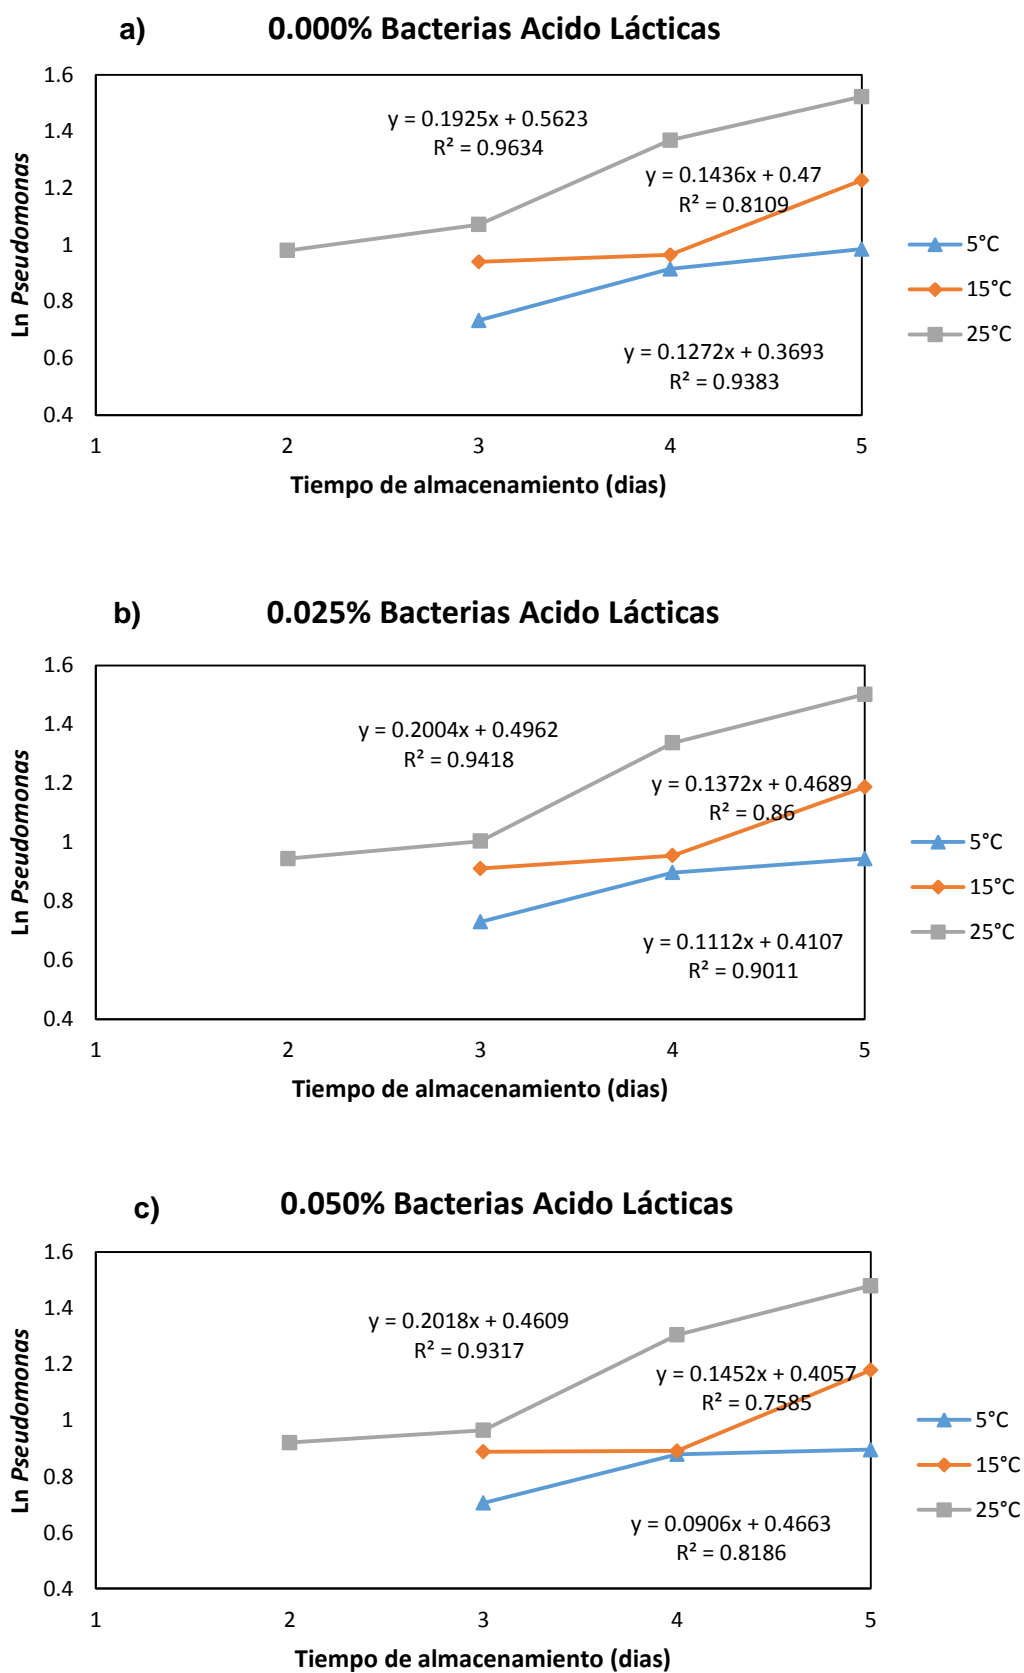 a)
0.000% Bacterias Acido Lácticas
1.6
1.4
1.2
1
0.8
0.6
0.4
Ln Pseudomonas
y = 0.1925x + 0.5623
R² = 0.9634
y = 0.1436x + 0.47
R² = 0.8109
y = 0.1272x + 0.3693
R² = 0.9383
5°C
15°C
25°C
1 2 3 4 5
Tiempo de almacenamiento (dias)
b)
0.025% Bacterias Acido Lácticas
1.6
1.4
1.2
1
0.8
0.6
0.4
Ln Pseudomonas
y = 0.2004x + 0.4962
R² = 0.9418
y = 0.1372x + 0.4689
R² = 0.86
y = 0.1112x + 0.4107
R² = 0.9011
5°C
15°C
25°C
1 2 3 4 5
Tiempo de almacenamiento (dias)
c)
0.050% Bacterias Acido Lácticas
1.6
1.4
1.2
1
0.8
0.6
0.4
Ln Pseudomonas
y = 0.2018x + 0.4609
R² = 0.9317
y = 0.1452x + 0.4057
R² = 0.7585
y = 0.0906x + 0.4663
R² = 0.8186
5°C
15°C
25°C
1 2 3 4 5
Tiempo de almacenamiento (dias)